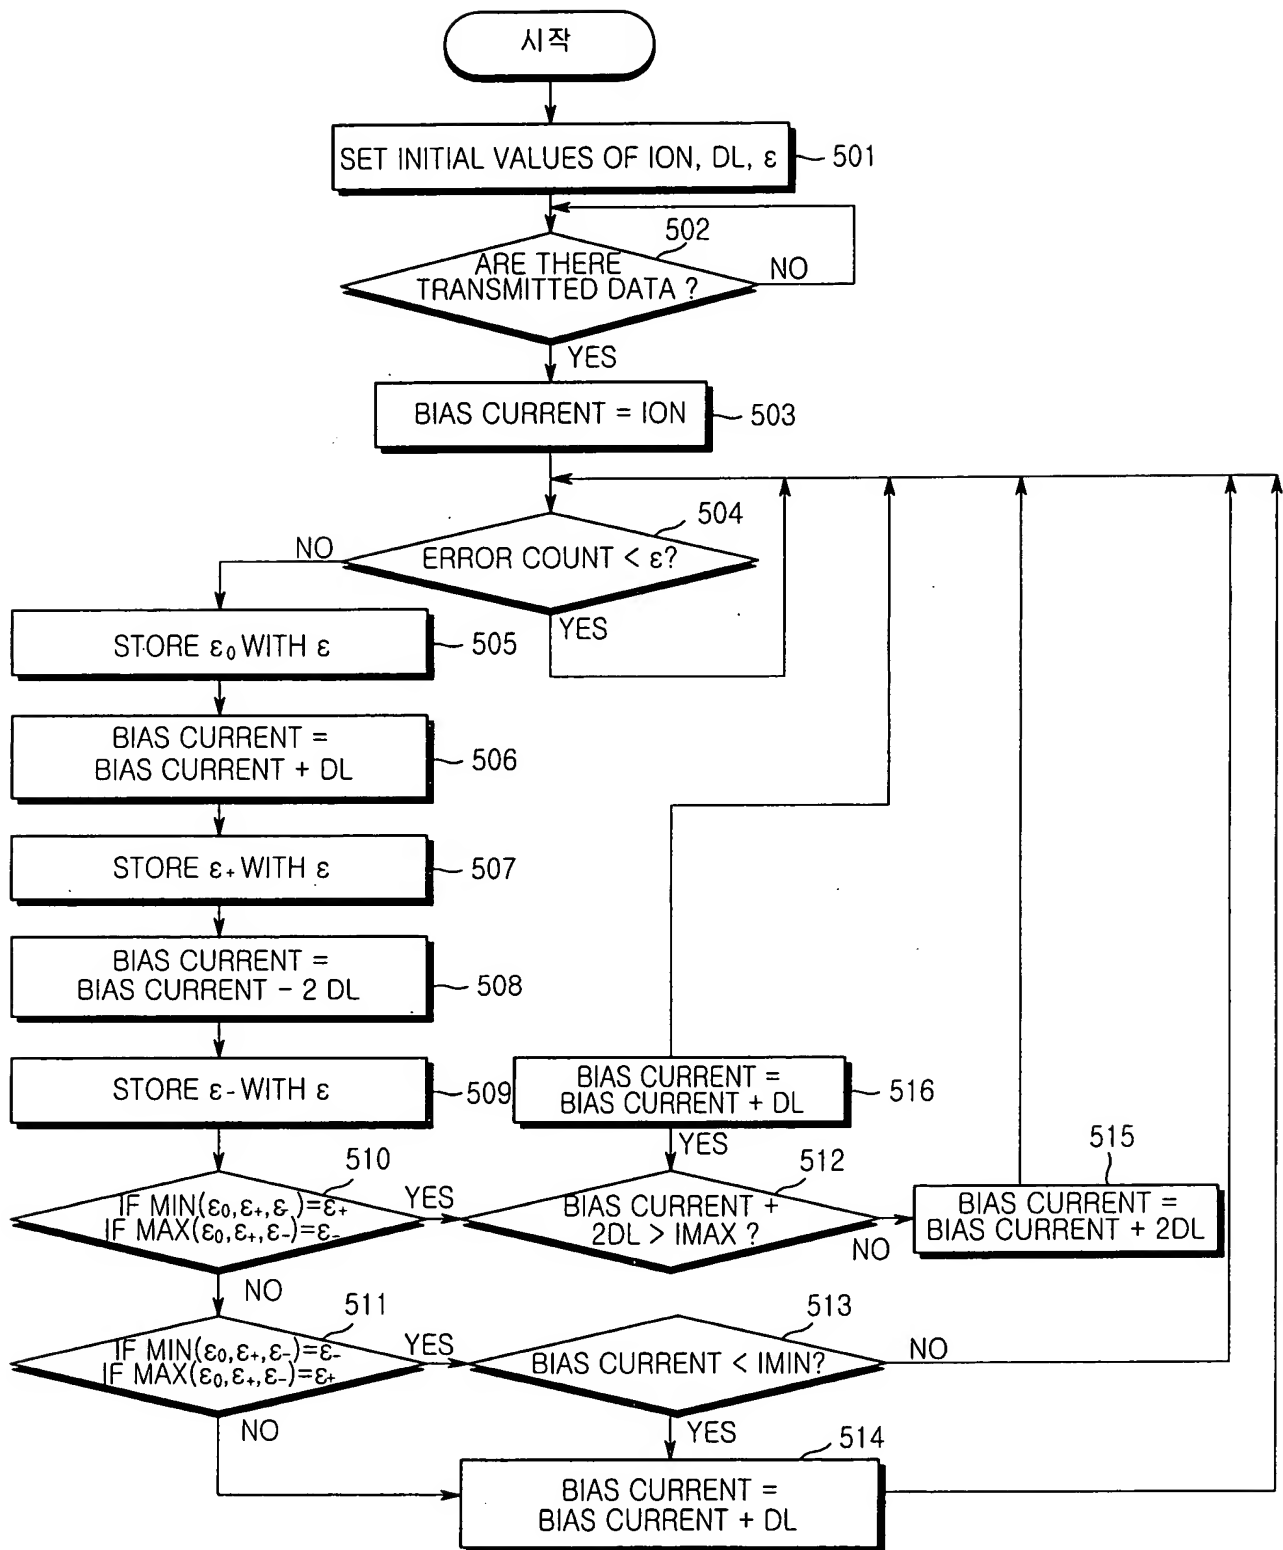 시작
SET INITIAL VALUES OF ION, DL, ε
501
502
ARE THERE
TRANSMITTED DATA ?
NO
YES
BIAS CURRENT = ION
503
504
ERROR COUNT < ε?
NO
YES
STORE ε₀ WITH ε
505
BIAS CURRENT =
BIAS CURRENT + DL
506
STORE ε₊ WITH ε
507
BIAS CURRENT =
BIAS CURRENT − 2 DL
508
STORE ε₋ WITH ε
509
BIAS CURRENT =
BIAS CURRENT + DL
516
YES
510
IF MIN(ε₀,ε₊,ε₋)=ε₊
IF MAX(ε₀,ε₊,ε₋)=ε₋
YES
NO
512
BIAS CURRENT +
2DL > IMAX ?
NO
515
BIAS CURRENT =
BIAS CURRENT + 2DL
511
IF MIN(ε₀,ε₊,ε₋)=ε₋
IF MAX(ε₀,ε₊,ε₋)=ε₊
YES
NO
513
BIAS CURRENT < IMIN?
NO
YES
514
BIAS CURRENT =
BIAS CURRENT + DL